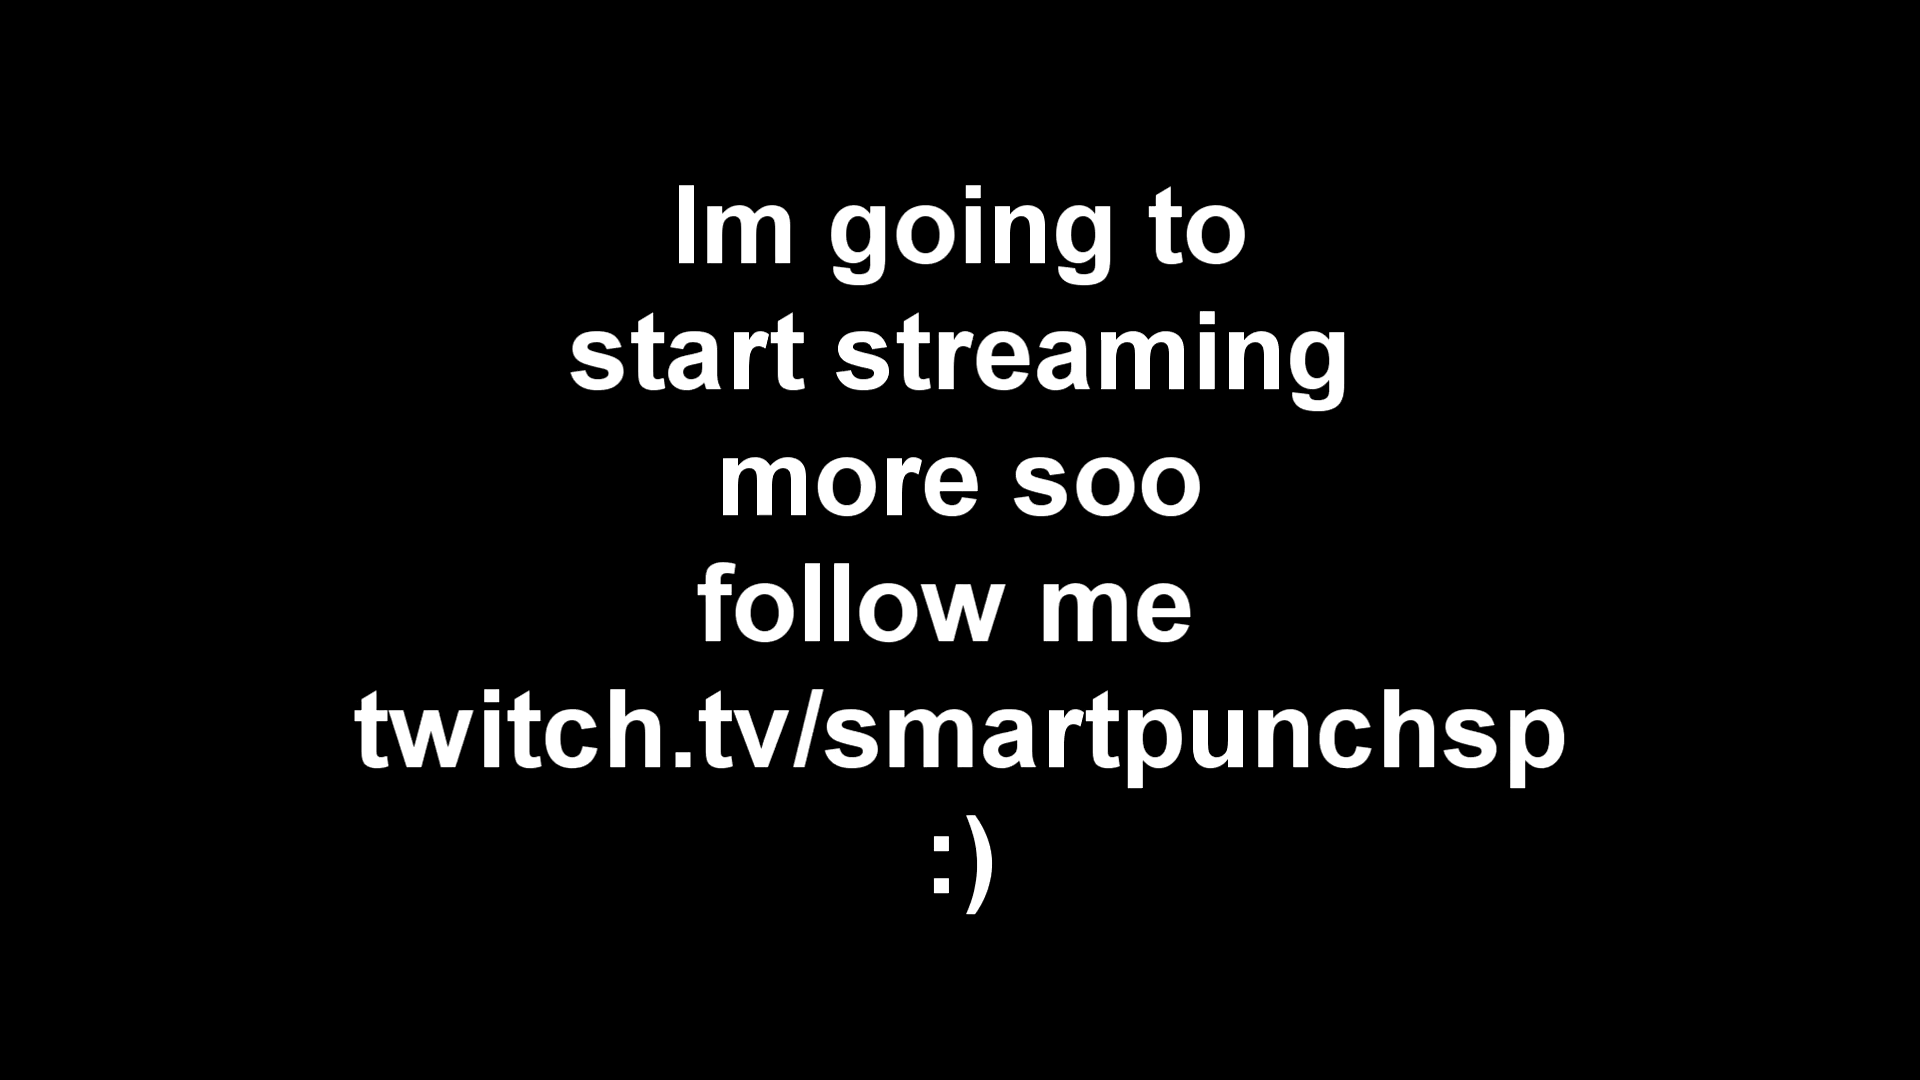 Im going to
start streaming
more soo
follow me
twitch.tv/smartpunchsp
:)